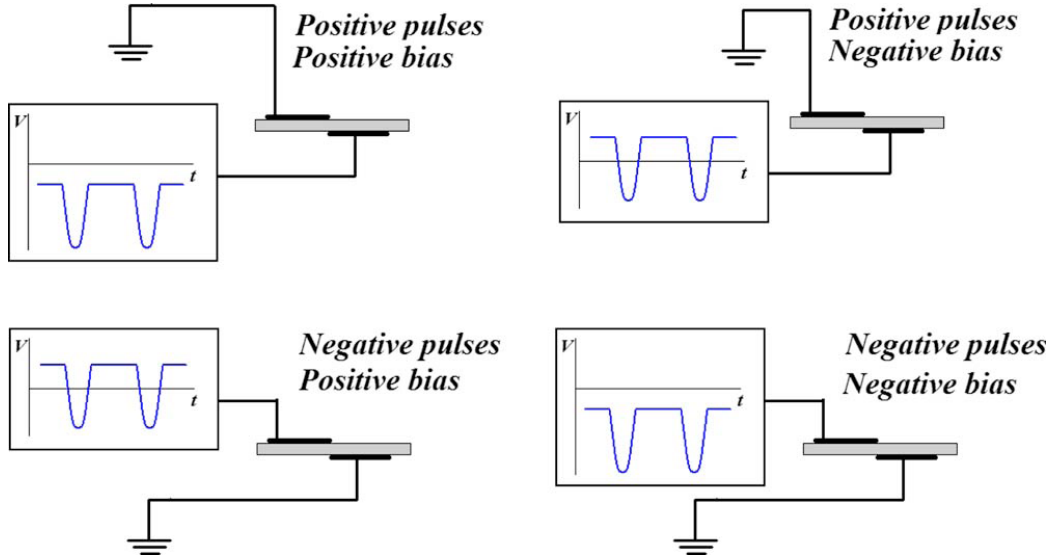 Positive pulses
Positive bias
V
t
Positive pulses
Negative bias
V
t
Negative pulses
Positive bias
V
t
Negative pulses
Negative bias
V
t